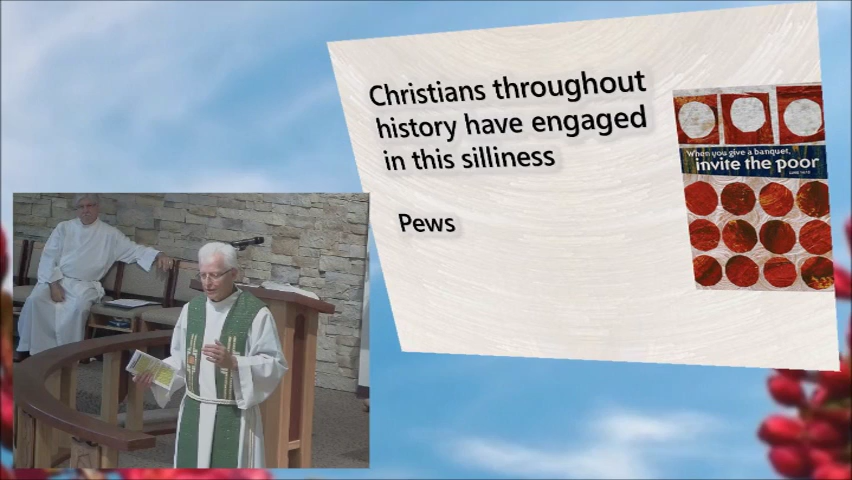 Christians throughout
history have engaged
in this silliness
Pews
When you give a banquet,
invite the poor